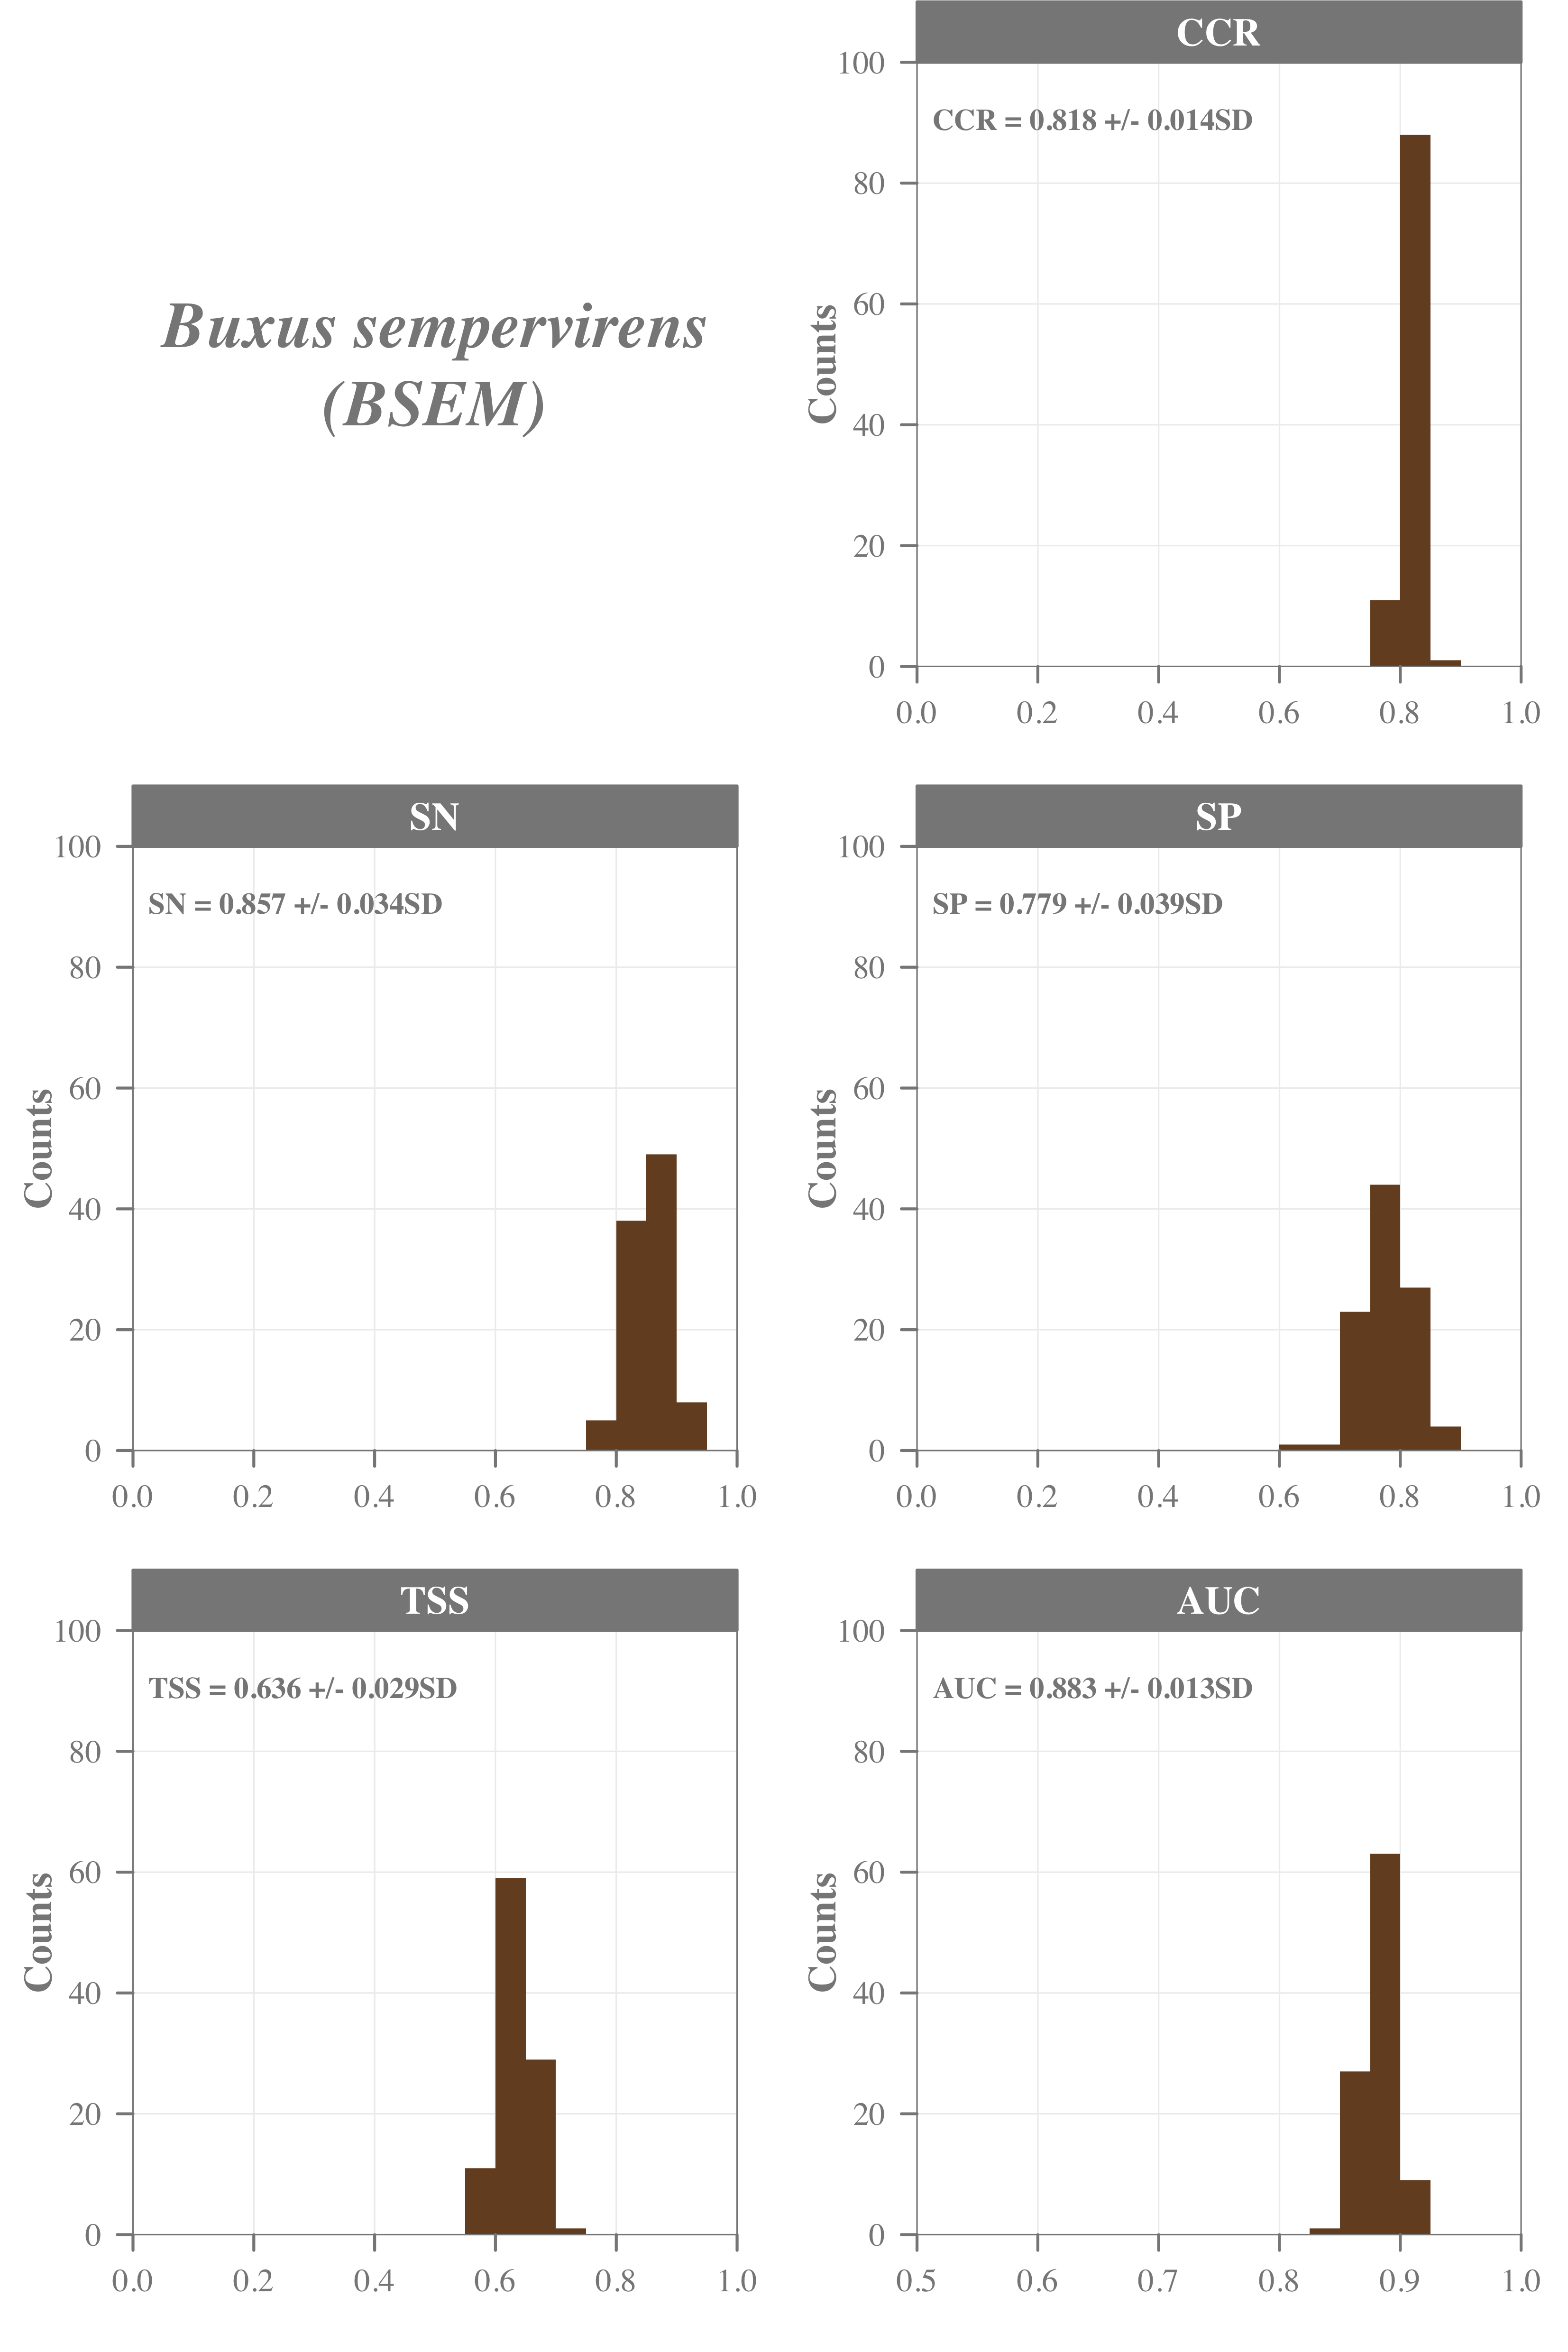 Buxus sempervirens
(BSEM)
CCR
CCR = 0.818 +/- 0.014SD
100
80
60
40
20
0
Counts
0.0 0.2 0.4 0.6 0.8 1.0
SN
SN = 0.857 +/- 0.034SD
100
80
60
40
20
0
Counts
0.0 0.2 0.4 0.6 0.8 1.0
SP
SP = 0.779 +/- 0.039SD
100
80
60
40
20
0
Counts
0.0 0.2 0.4 0.6 0.8 1.0
TSS
TSS = 0.636 +/- 0.029SD
100
80
60
40
20
0
Counts
0.0 0.2 0.4 0.6 0.8 1.0
AUC
AUC = 0.883 +/- 0.013SD
100
80
60
40
20
0
Counts
0.5 0.6 0.7 0.8 0.9 1.0